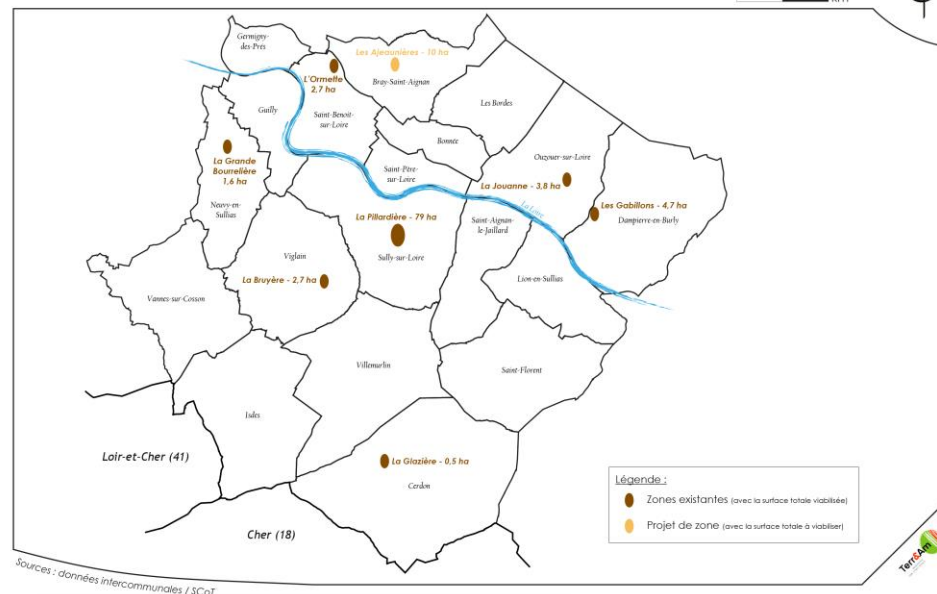 Germigny-
des-Prés
Les Ajeaunières - 10 ha
L'Ormette
2,7 ha
Bray-Saint-Aignan
Guilly
Saint-Benoit
-sur-Loire
Les Bordes
Bonnée
La Grande
Bourrelière
1,6 ha
Neuvy-en-
Sullias
Saint-Père-
sur-Loire
Ouzouer-sur-Loire
La Jouanne - 3,8 ha
Les Gabillons - 4,7 ha
Dampierre-en-Burly
La Loire
La Pillardière - 79 ha
Sully-sur-Loire
Saint-Aignan-
le-Jaillard
Viglain
La Bruyère - 2,7 ha
Lion-en-Sullias
Vannes-sur-Cosson
Villemurlin
Saint-Florent
Isdes
Loir-et-Cher (41)
La Glazière - 0,5 ha
Cerdon
Cher (18)
Légende :
Zones existantes (avec la surface totale viabilisée)
Projet de zone (avec la surface totale à viabiliser)
Sources : données intercommunales / SCoT
Terr&Am